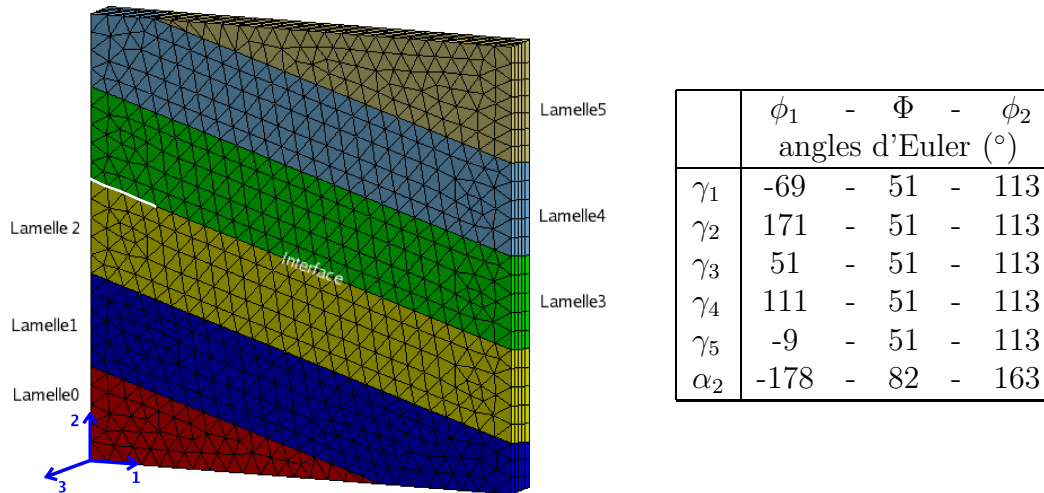 Lamelle5
Lamelle 2
Lamelle4
Interface
Lamelle1
Lamelle3
Lamelle0
2
3
1
ϕ₁ - Φ - ϕ₂
angles d'Euler (°)
γ₁ -69 - 51 - 113
γ₂ 171 - 51 - 113
γ₃ 51 - 51 - 113
γ₄ 111 - 51 - 113
γ₅ -9 - 51 - 113
α₂ -178 - 82 - 163